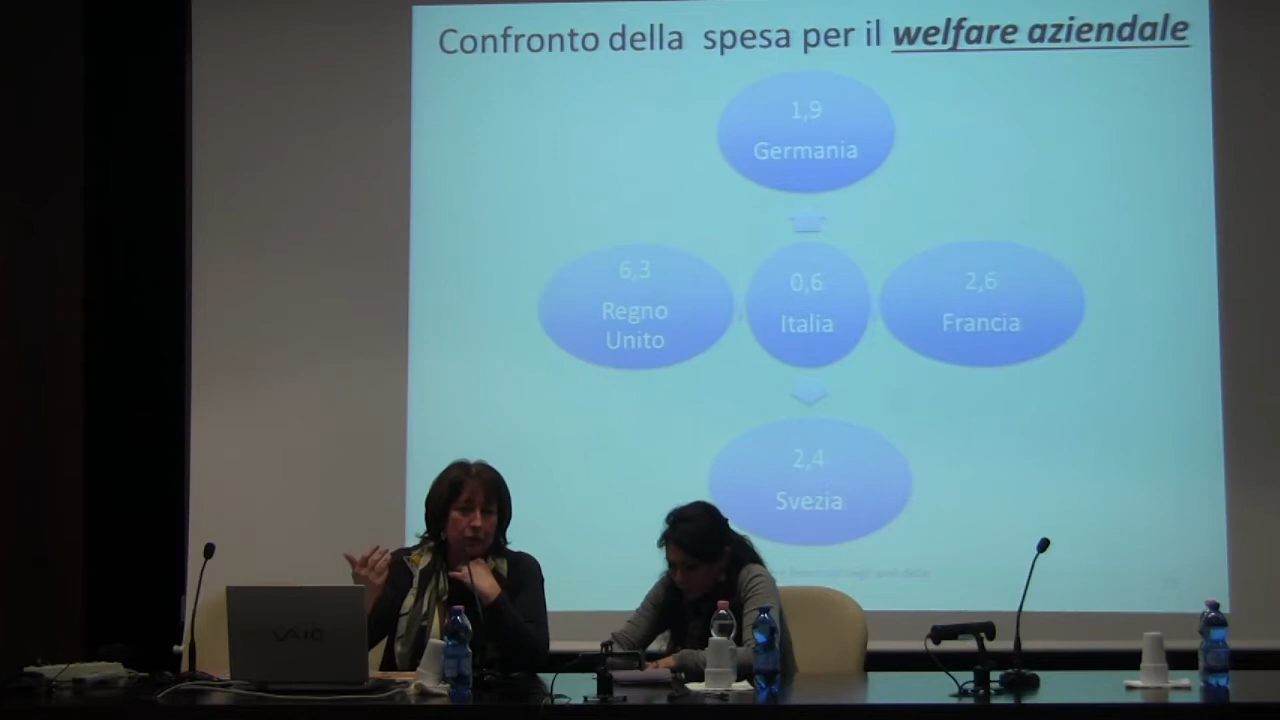 Confronto della spesa per il welfare aziendale
1,9
Germania
6,3
Regno
Unito
0,6
Italia
2,6
Francia
2,4
Svezia
VAIO